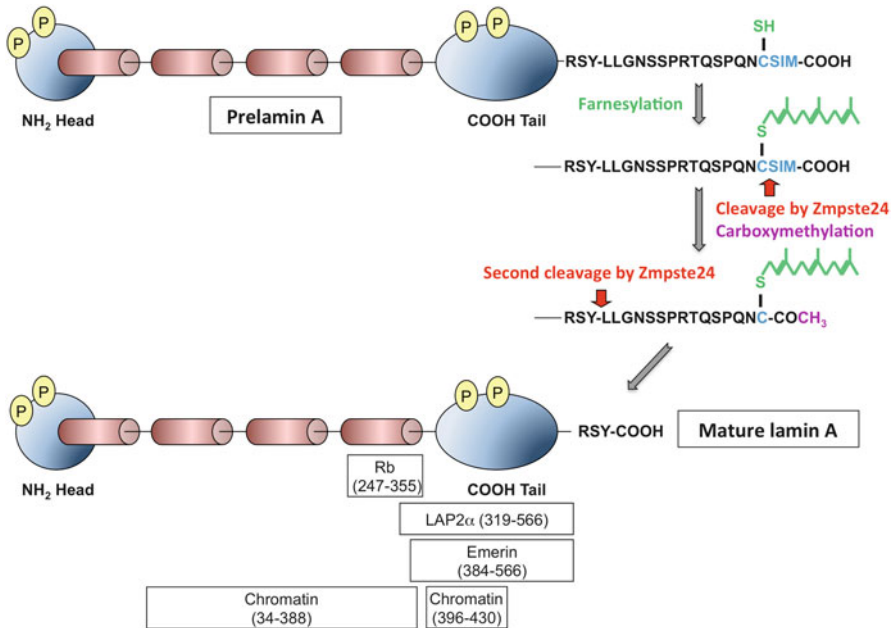 P P
P P
SH
RSY-LLGNSSPRTQSPQNCSIM-COOH
NH2 Head
Prelamin A
COOH Tail
Farnesylation
S
RSY-LLGNSSPRTQSPQNCSIM-COOH
Cleavage by Zmpste24
Carboxymethylation
Second cleavage by Zmpste24
S
RSY-LLGNSSPRTQSPQNC-COCH3
P P
P P
RSY-COOH
Mature lamin A
NH2 Head
COOH Tail
Rb
(247-355)
LAP2α (319-566)
Emerin
(384-566)
Chromatin
(34-388)
Chromatin
(396-430)